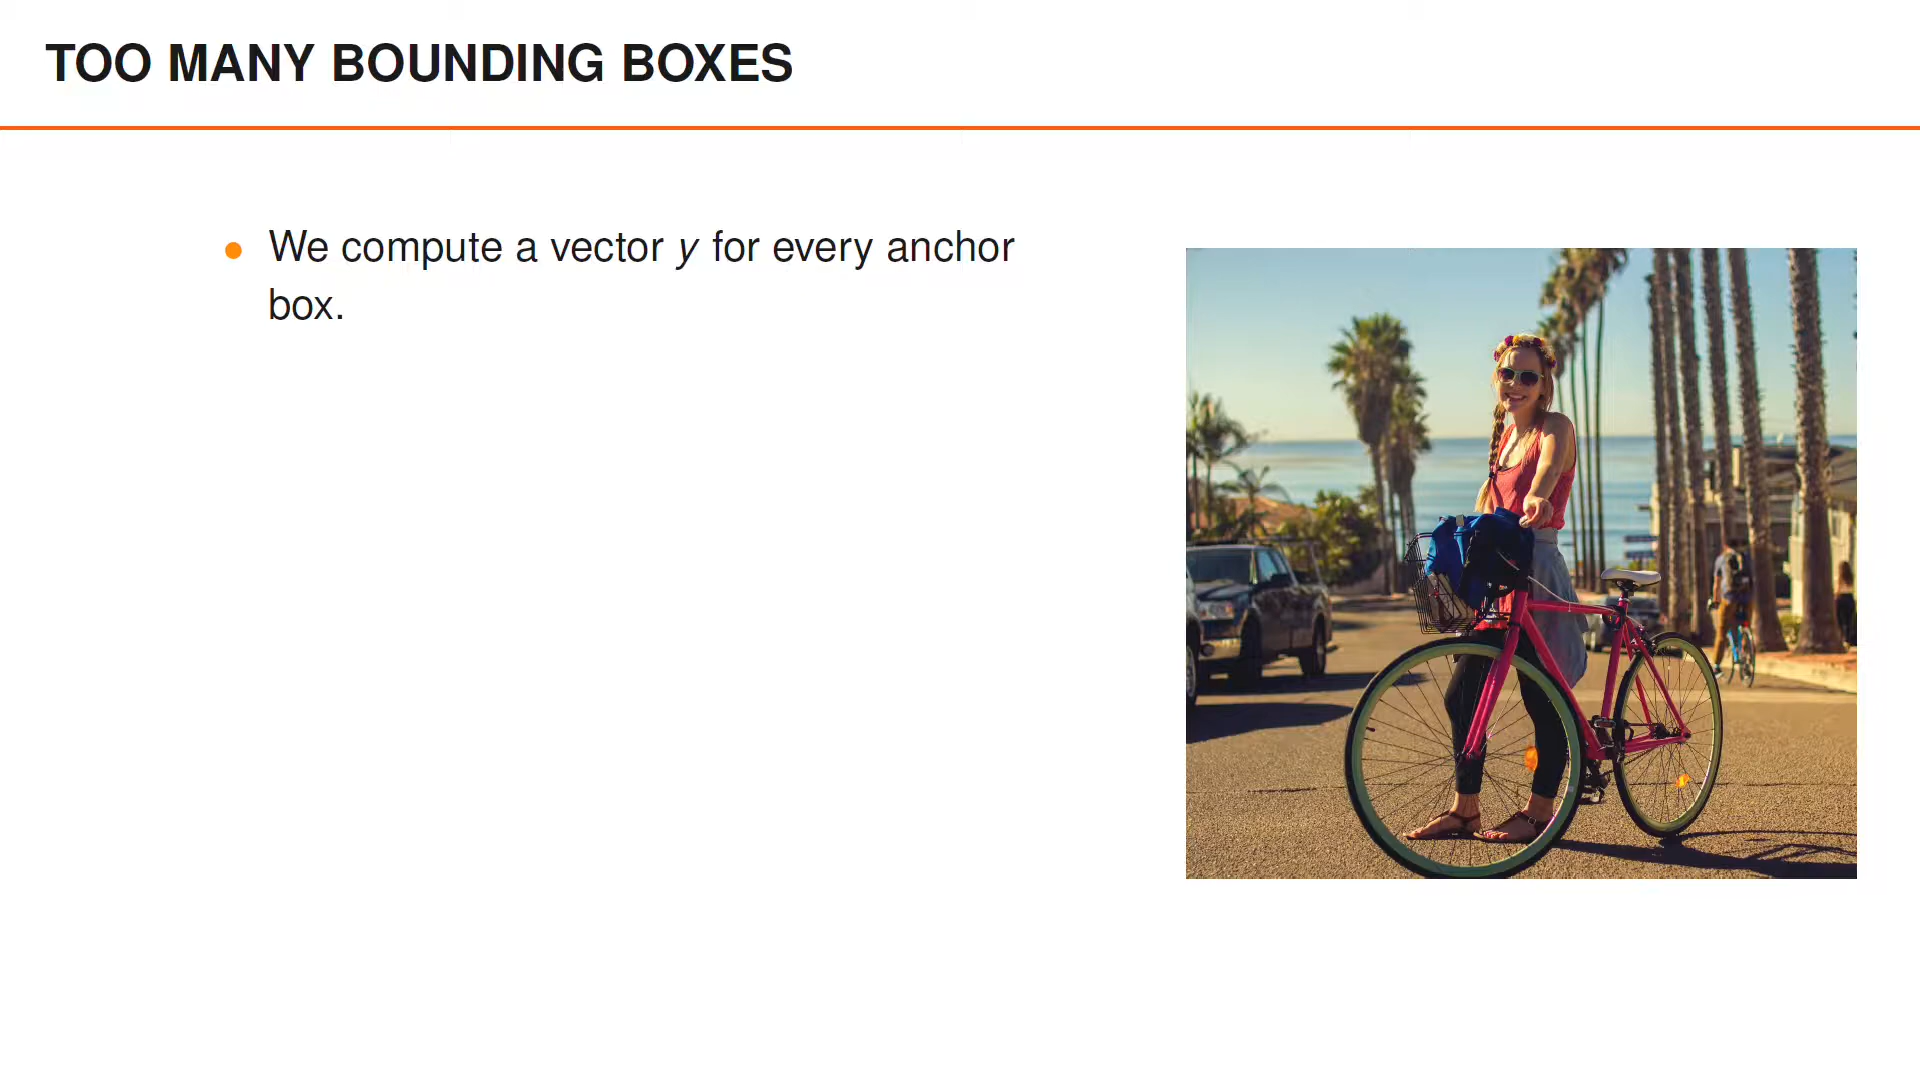 TOO MANY BOUNDING BOXES
• We compute a vector y for every anchor
box.